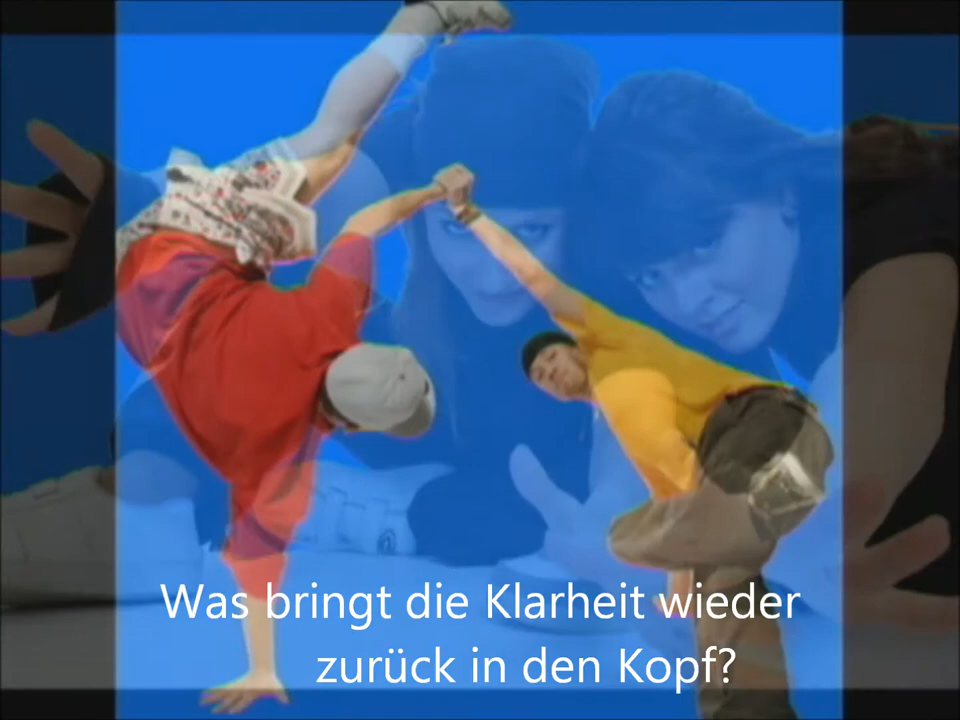 Was bringt die Klarheit wieder
zurück in den Kopf?